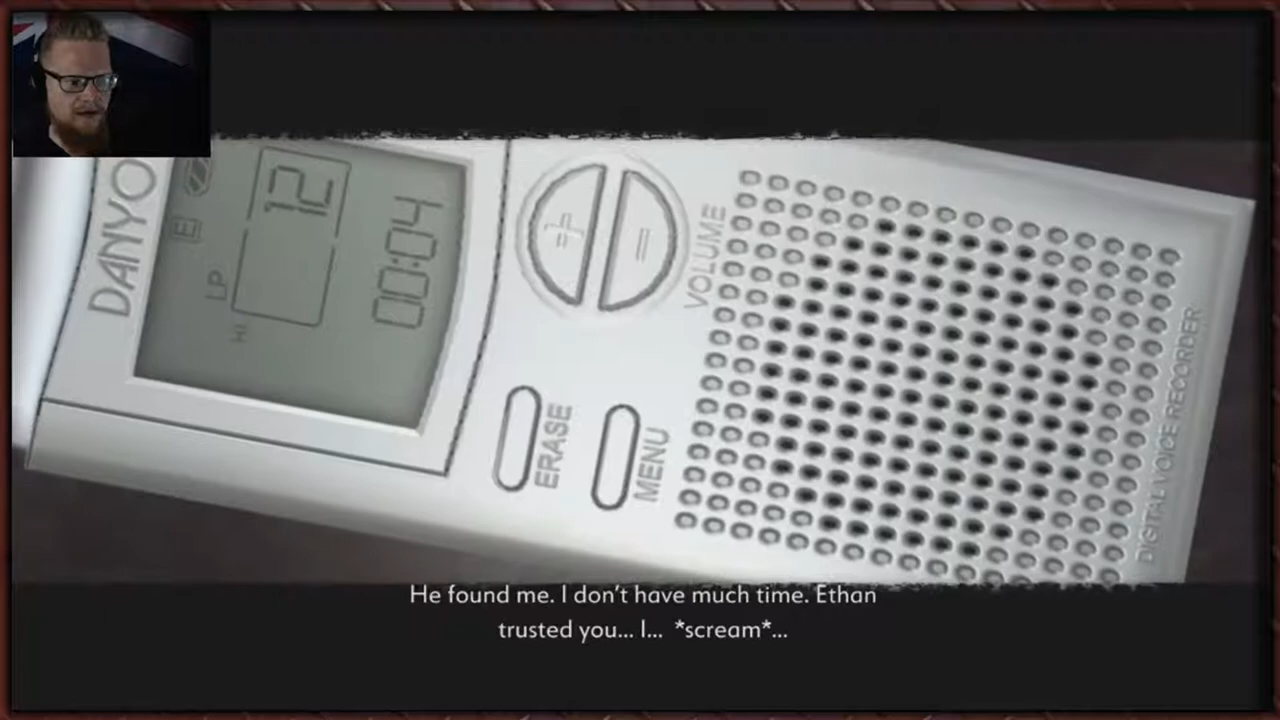 DANYO
12
E
LP
HI
00:04
VOLUME
ERASE
MENU
DIGITAL VOICE RECORDER
He found me. I don't have much time. Ethan
trusted you... I... *scream*...